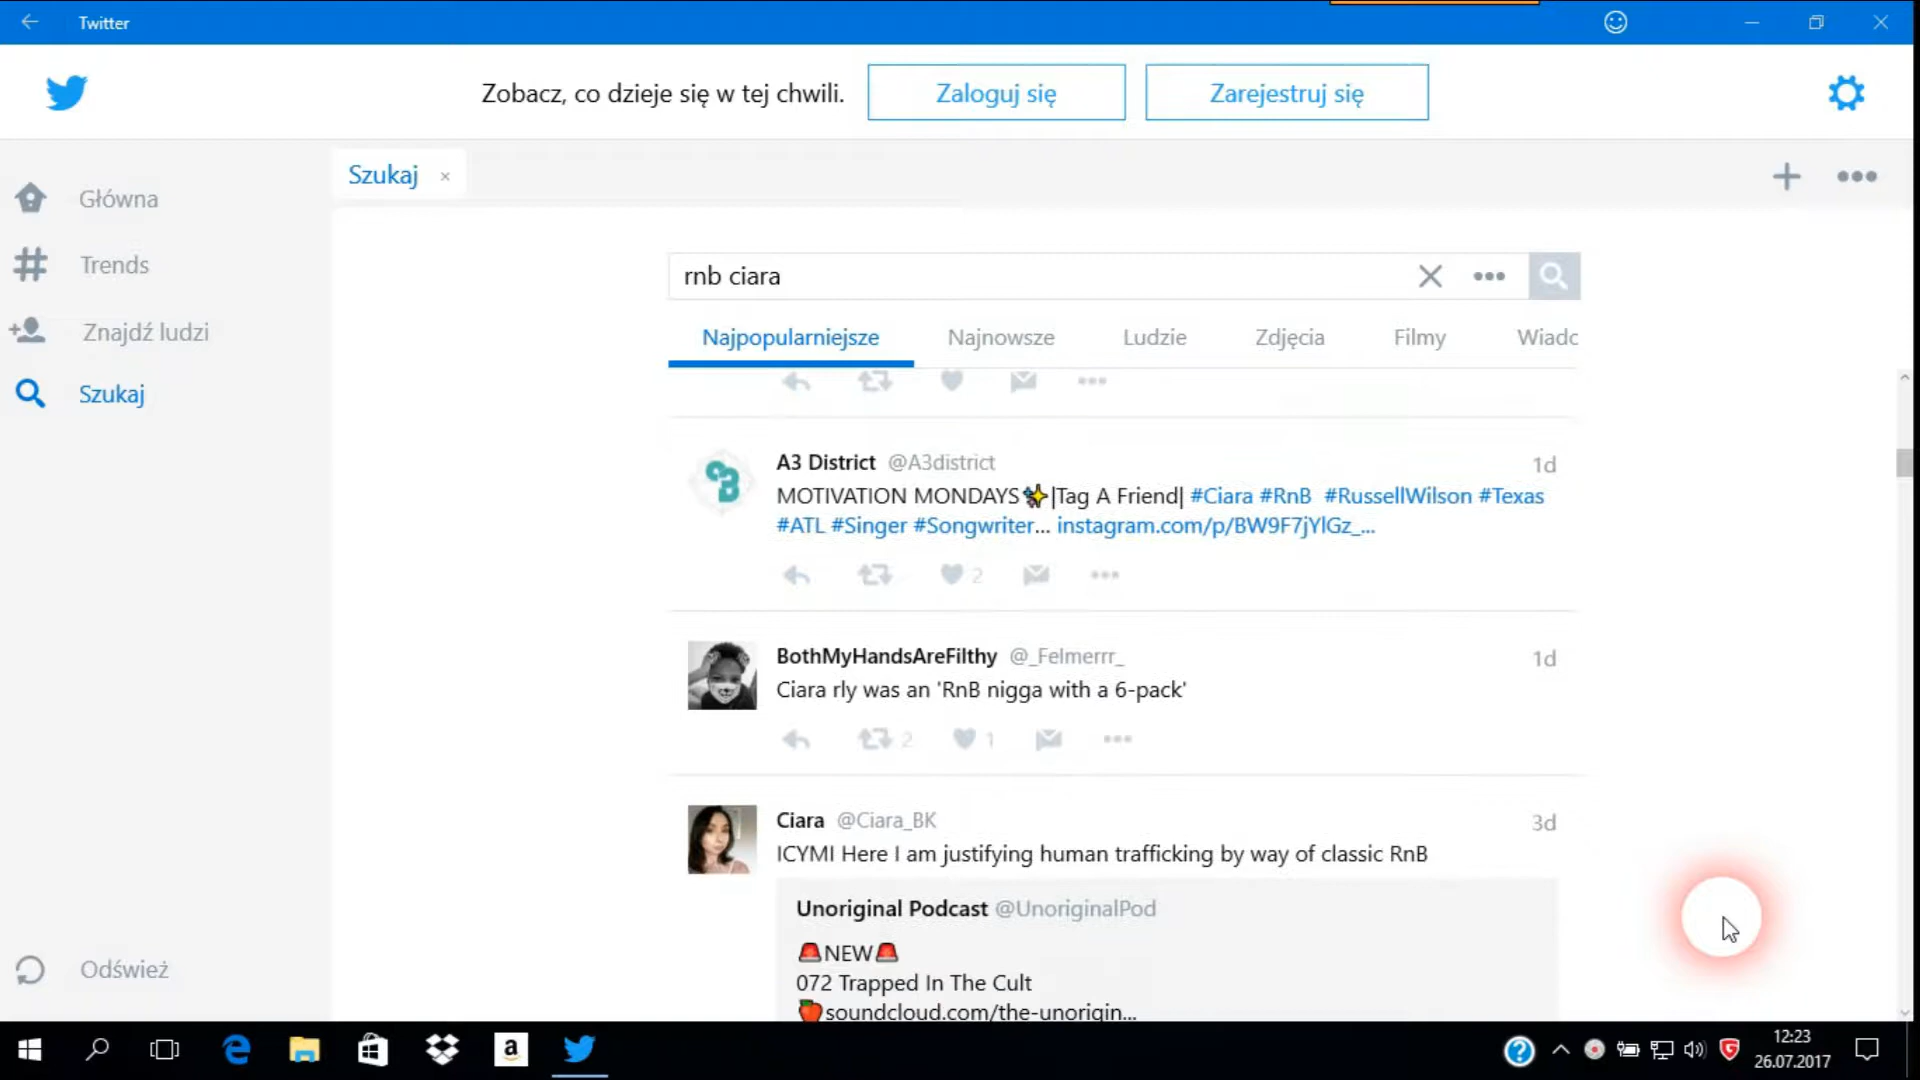 Twitter
Zobacz, co dzieje się w tej chwili.
Zaloguj się
Zarejestruj się
Główna
Trends
Znajdź ludzi
Szukaj
Odśwież
Szukaj ×
rnb ciara
Najpopularniejsze Najnowsze Ludzie Zdjęcia Filmy Wiadc
A3 District @A3district 1d
MOTIVATION MONDAYS✨|Tag A Friend| #Ciara #RnB #RussellWilson #Texas
#ATL #Singer #Songwriter... instagram.com/p/BW9F7jYlGz_...
2
BothMyHandsAreFilthy @_Felmerrr_ 1d
Ciara rly was an 'RnB nigga with a 6-pack'
2 1
Ciara @Ciara_BK 3d
ICYMI Here I am justifying human trafficking by way of classic RnB
Unoriginal Podcast @UnoriginalPod
🚨NEW🚨
072 Trapped In The Cult
🍎soundcloud.com/the-unorigin...
12:23
26.07.2017